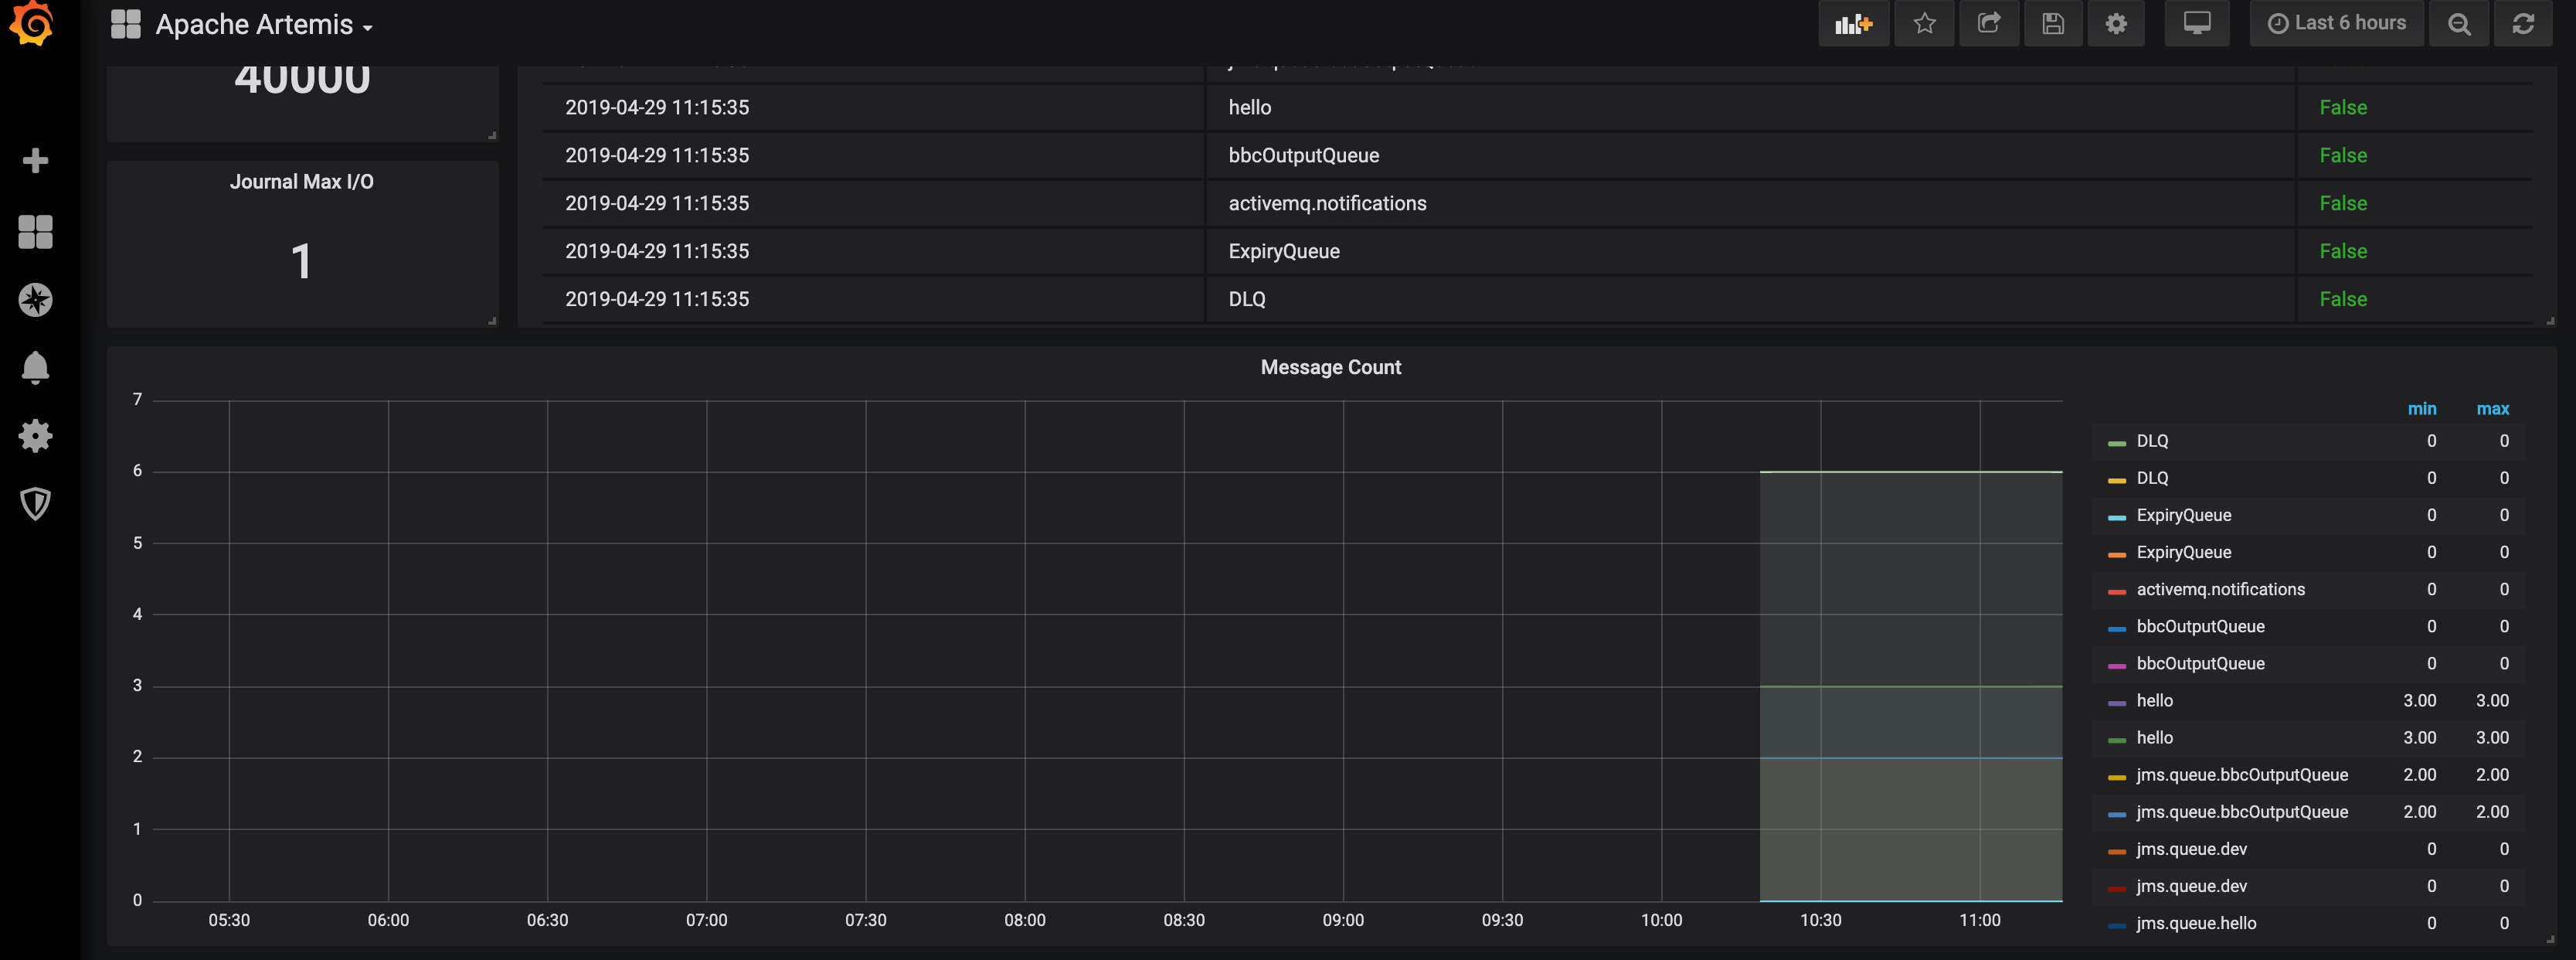 Apache Artemis
Last 6 hours
40000
2019-04-29 11:15:35 hello False
2019-04-29 11:15:35 bbcOutputQueue False
2019-04-29 11:15:35 activemq.notifications False
2019-04-29 11:15:35 ExpiryQueue False
2019-04-29 11:15:35 DLQ False
Journal Max I/O
1
Message Count
7
6
5
4
3
2
1
0
05:30 06:00 06:30 07:00 07:30 08:00 08:30 09:00 09:30 10:00 10:30 11:00
min max
DLQ 0 0
DLQ 0 0
ExpiryQueue 0 0
ExpiryQueue 0 0
activemq.notifications 0 0
bbcOutputQueue 0 0
bbcOutputQueue 0 0
hello 3.00 3.00
hello 3.00 3.00
jms.queue.bbcOutputQueue 2.00 2.00
jms.queue.bbcOutputQueue 2.00 2.00
jms.queue.dev 0 0
jms.queue.dev 0 0
jms.queue.hello 0 0